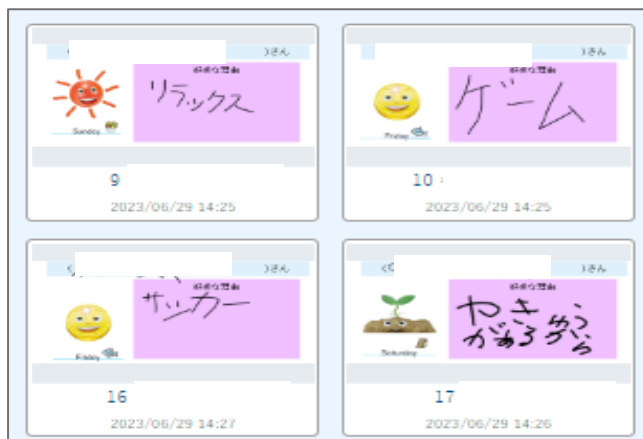 )さん
好きな理由
リラックス
Sunday
9
2023/06/29 14:25
)さん
好きな理由
ゲーム
Friday
10
2023/06/29 14:25
)さん
好きな理由
サッカー
Friday
16
2023/06/29 14:27
)さん
好きな理由
やきゅう
があるから
Saturday
17
2023/06/29 14:26